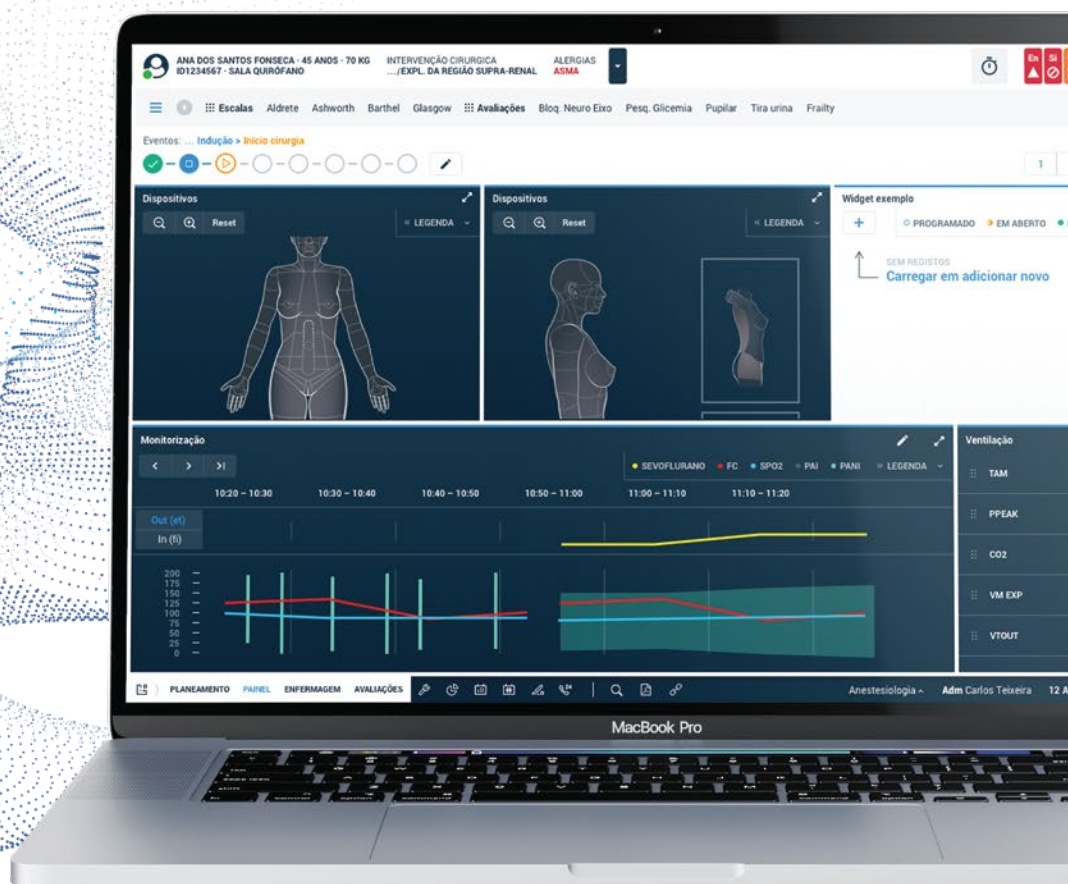 ANA DOS SANTOS FONSECA · 45 ANOS · 70 KG
ID1234567 · SALA QUIRÓFANO
INTERVENÇÃO CIRURGICA
.../EXPL. DA REGIÃO SUPRA-RENAL
ALERGIAS
ASMA
En Si
Escalas Aldrete Ashworth Barthel Glasgow Avaliações Bloq. Neuro Eixo Pesq. Glicemia Pupilar Tira urina Frailty
Eventos: ... Indução > Início cirurgia
1
Dispositivos
Reset
« LEGENDA
Dispositivos
Reset
« LEGENDA
Widget exemplo
+ PROGRAMADO EM ABERTO
SEM REGISTOS
Carregar em adicionar novo
Monitorização
SEVOFLURANO FC SPO2 PAI PANI » LEGENDA
10:20 – 10:30 10:30 – 10:40 10:40 – 10:50 10:50 – 11:00 11:00 – 11:10 11:10 – 11:20
Out (et)
In (fi)
200
175
150
125
100
75
50
25
0
Ventilação
TAM
PPEAK
CO2
VM EXP
VTOUT
PLANEAMENTO PAINEL ENFERMAGEM AVALIAÇÕES
Anestesiologia Adm Carlos Teixeira 12 A
MacBook Pro